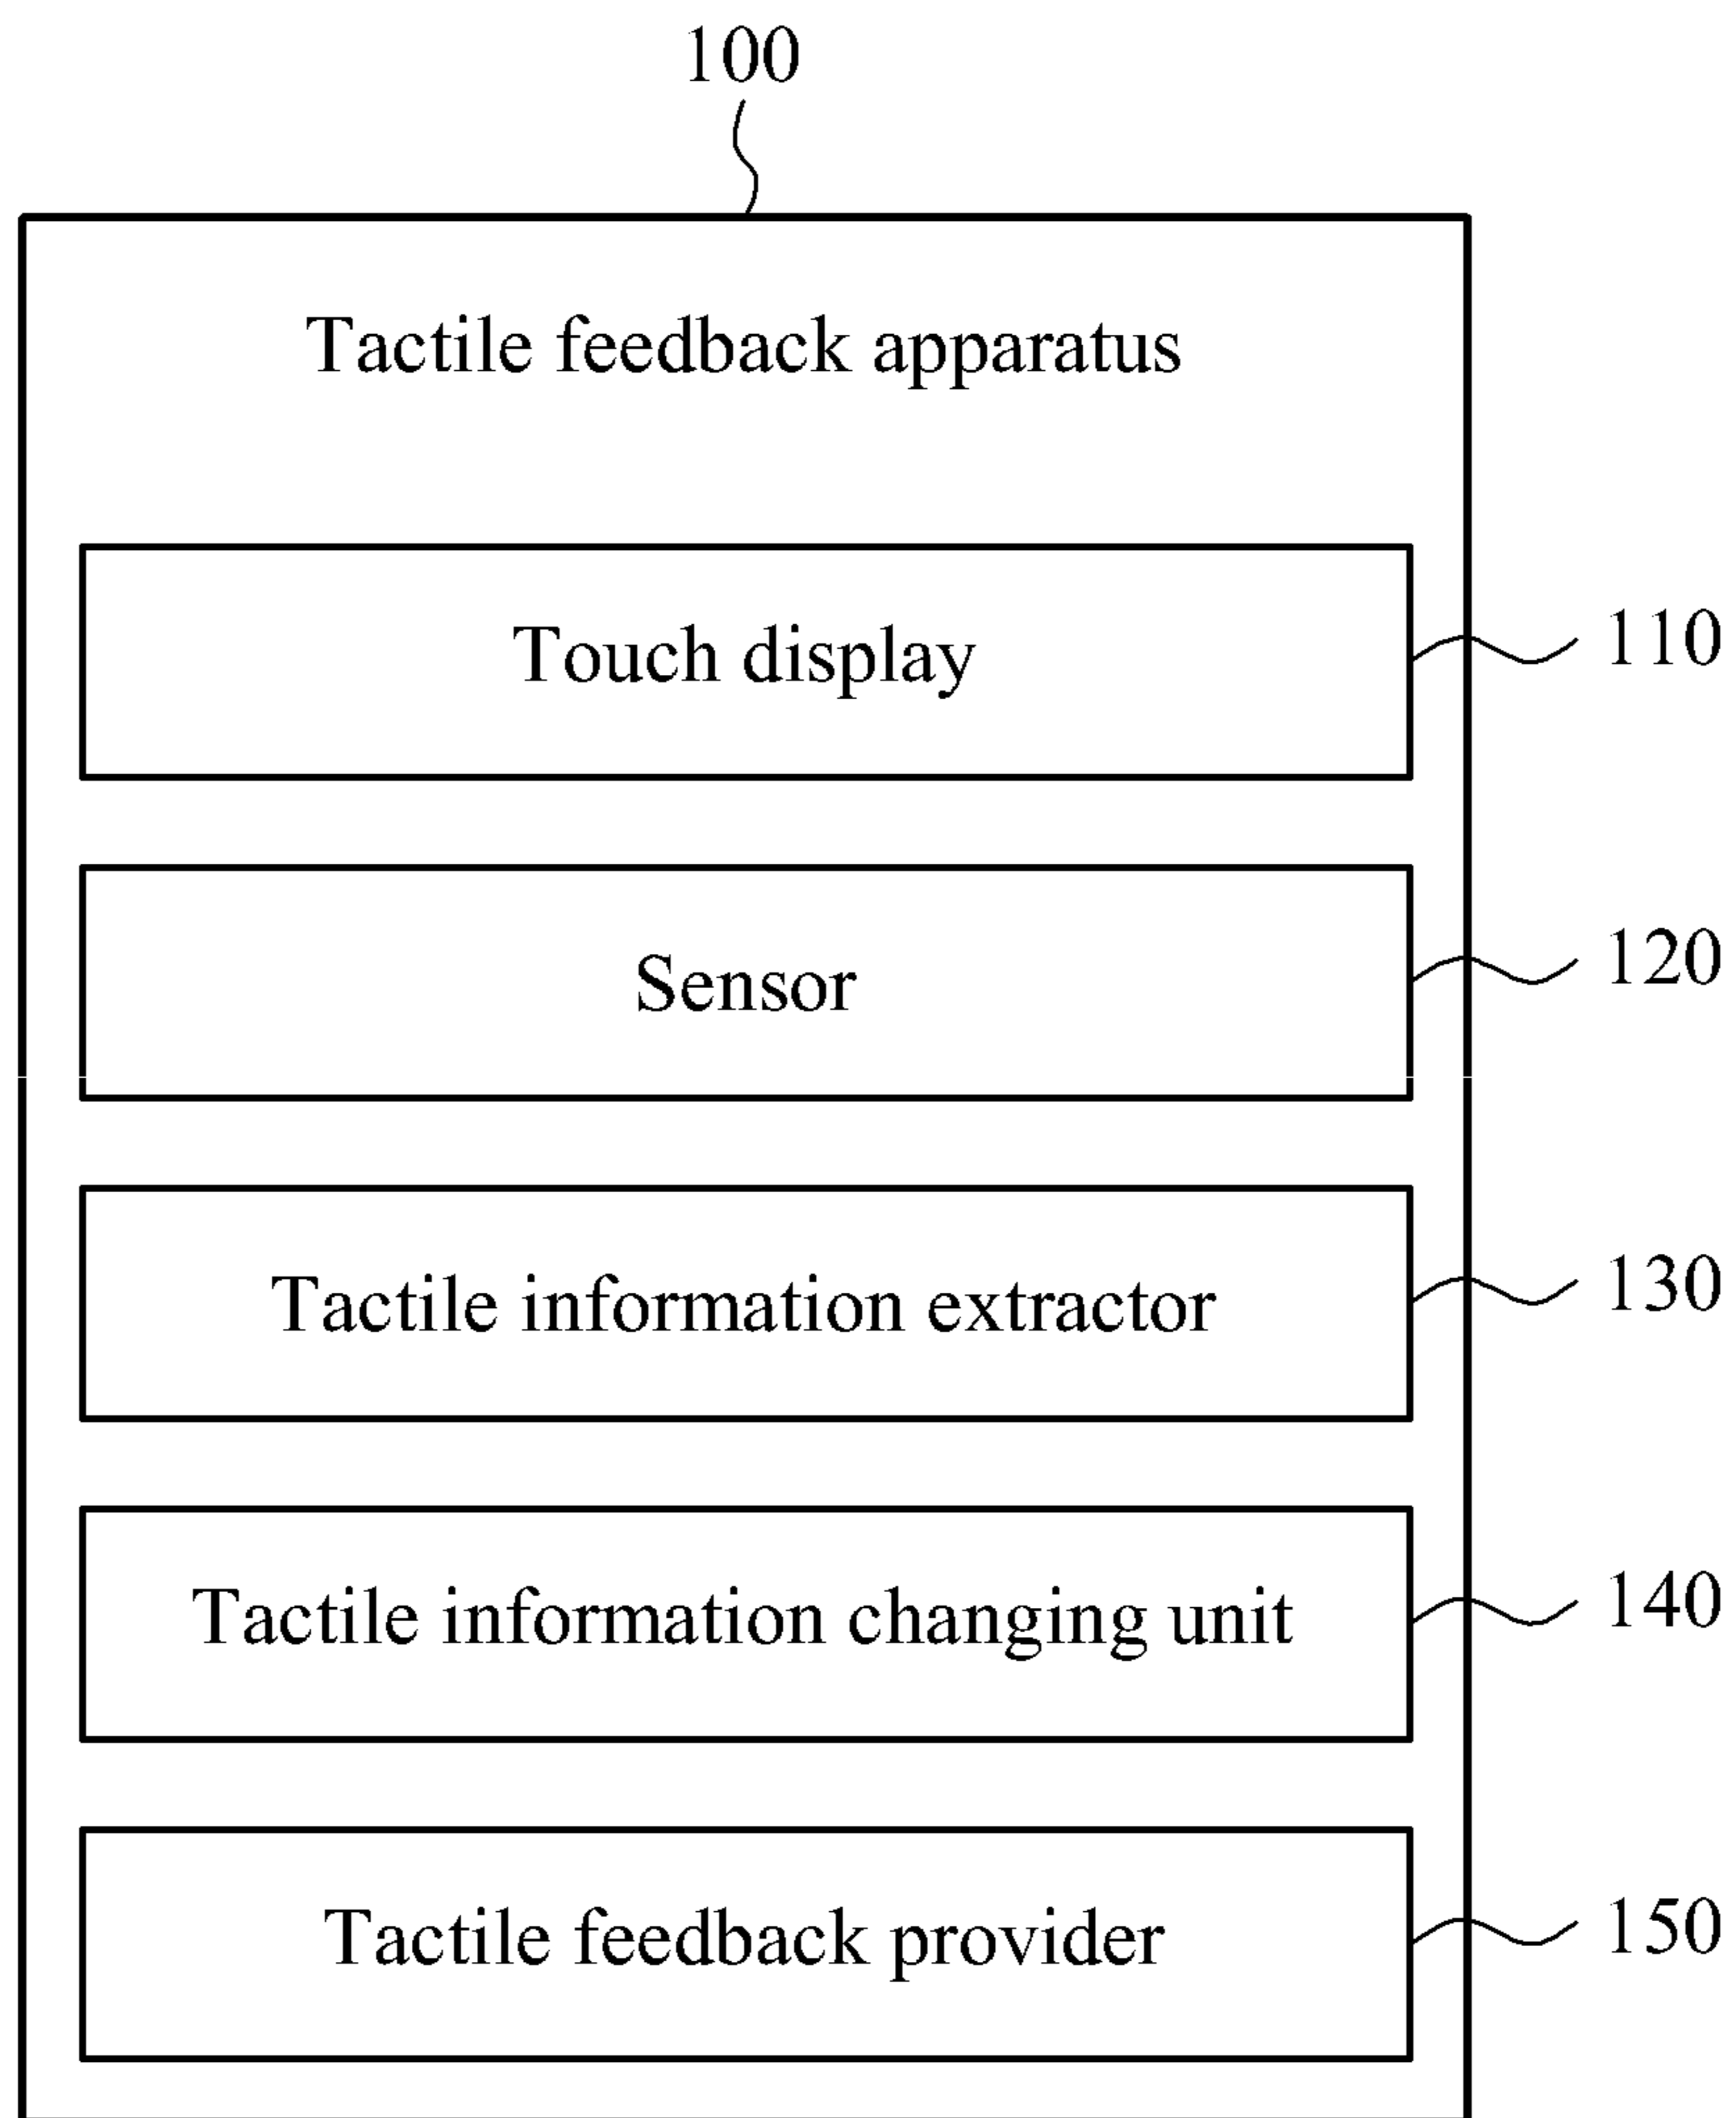 100
Tactile feedback apparatus
Touch display
110
Sensor
120
Tactile information extractor
130
Tactile information changing unit
140
Tactile feedback provider
150